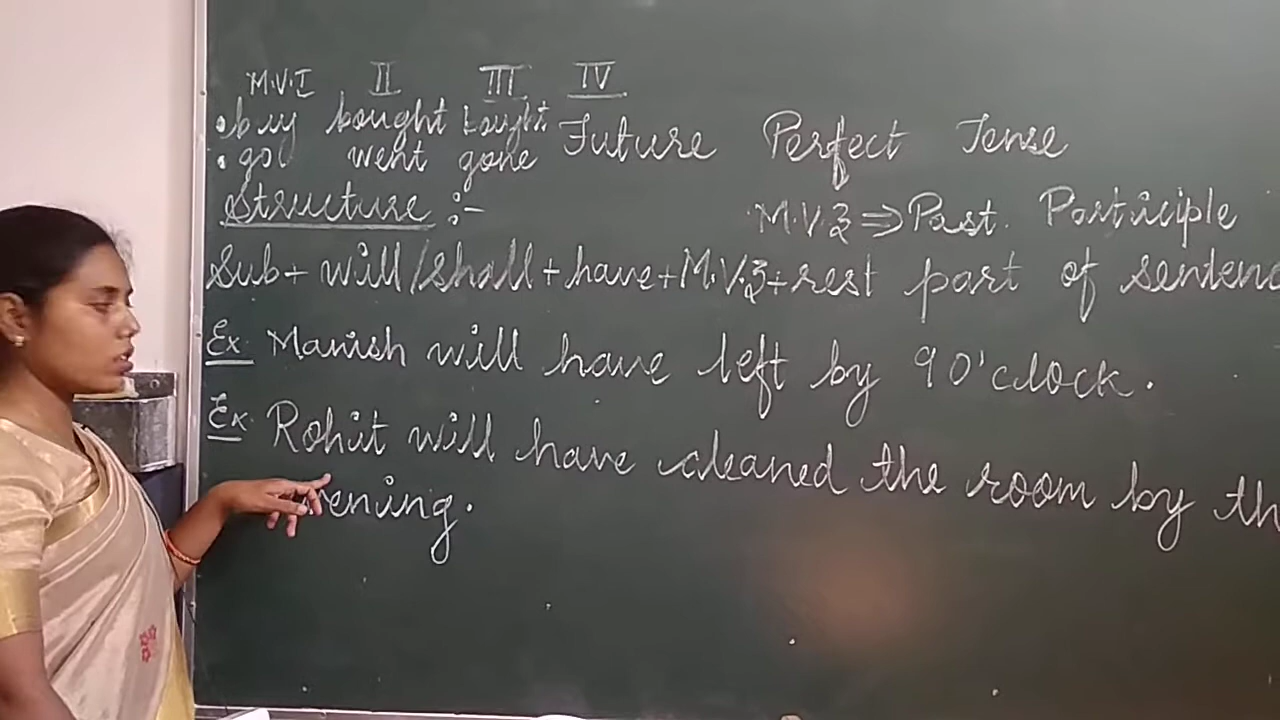 M.V.I II III IV
• buy bought bought
• go went gone
Future Perfect Tense
Structure :-
M.V.3 ⇒ Past. Participle
Sub + will/shall + have + M.V.3 + rest part of sentenc
Ex Manish will have left by 9 O'clock.
Ex. Rohit will have cleaned the room by th
evening.